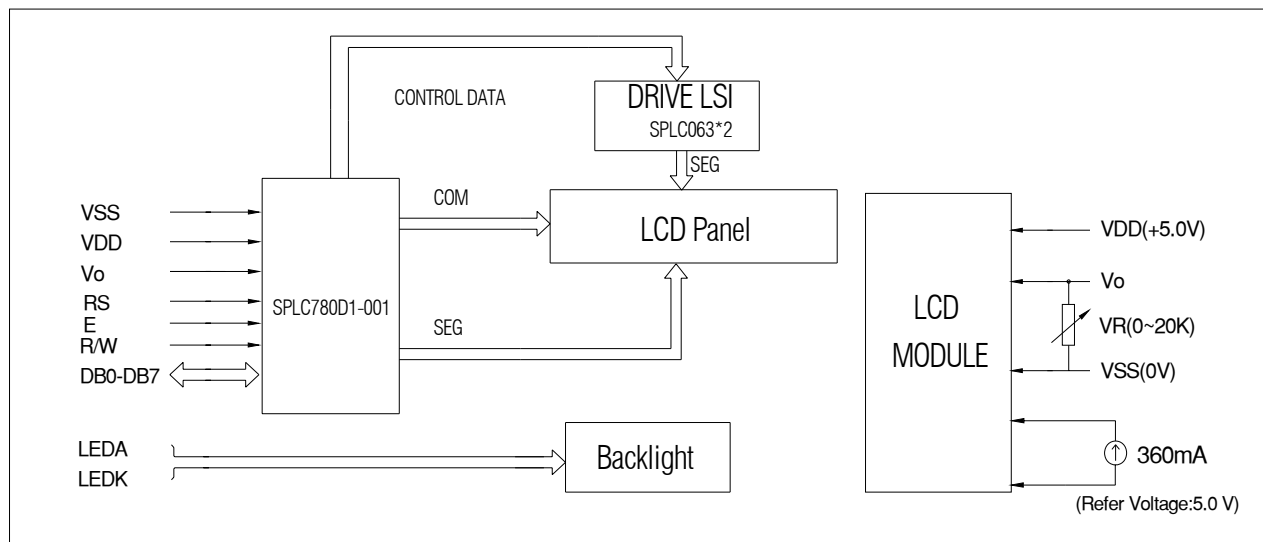 CONTROL DATA
DRIVE LSI
SPLC063*2
SEG
COM
LCD Panel
VSS
VDD
Vo
RS
E
R/W
DB0-DB7
SPLC780D1-001
SEG
LEDA
LEDK
Backlight
LCD
MODULE
VDD(+5.0V)
Vo
VR(0~20K)
VSS(0V)
360mA
(Refer Voltage:5.0 V)